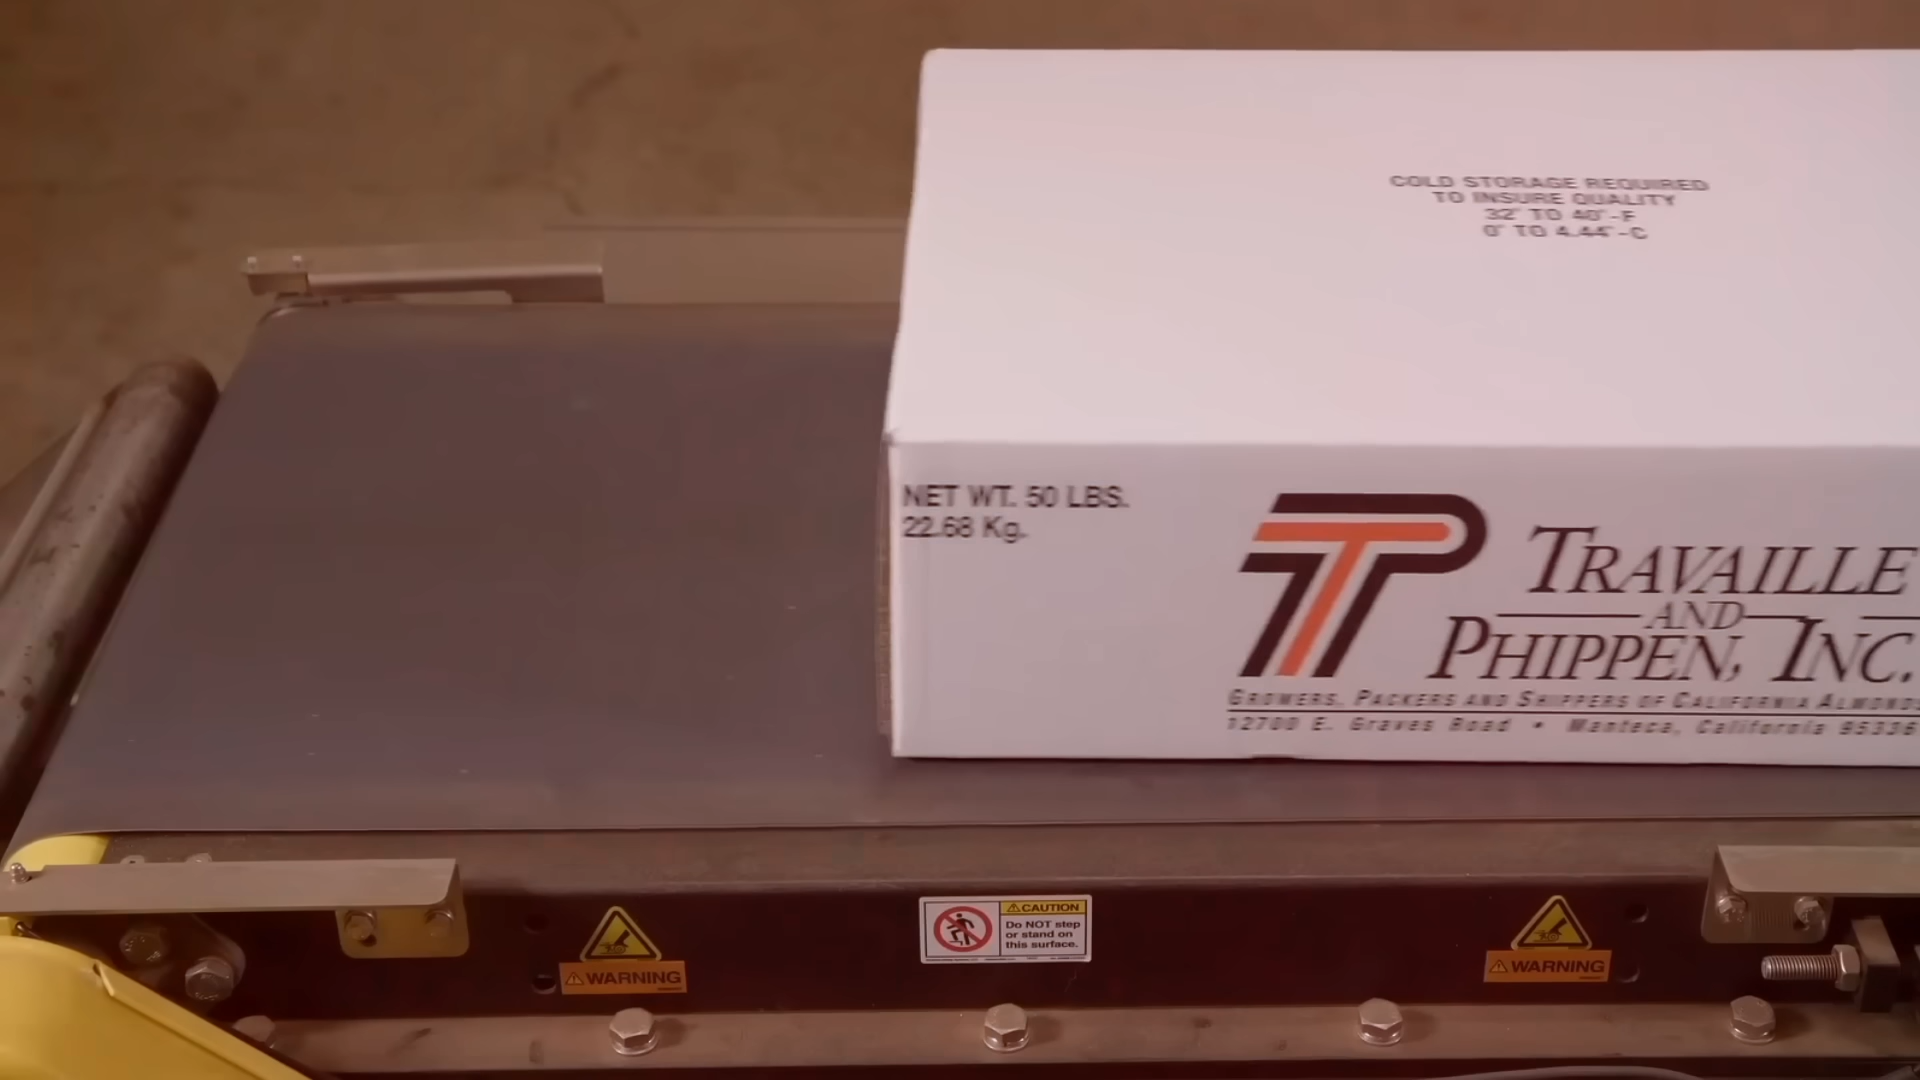 COLD STORAGE REQUIRED
TO INSURE QUALITY
32° TO 40°-F
0° TO 4.44°-C
NET WT. 50 LBS.
22.68 Kg.
TRAVAILLE
AND
PHIPPEN, INC.
GROWERS, PACKERS AND SHIPPERS OF CALIFORNIA ALMONDS
12700 E. Graves Road • Manteca, California 95336
WARNING
CAUTION
Do NOT step
or stand on
this surface.
WARNING